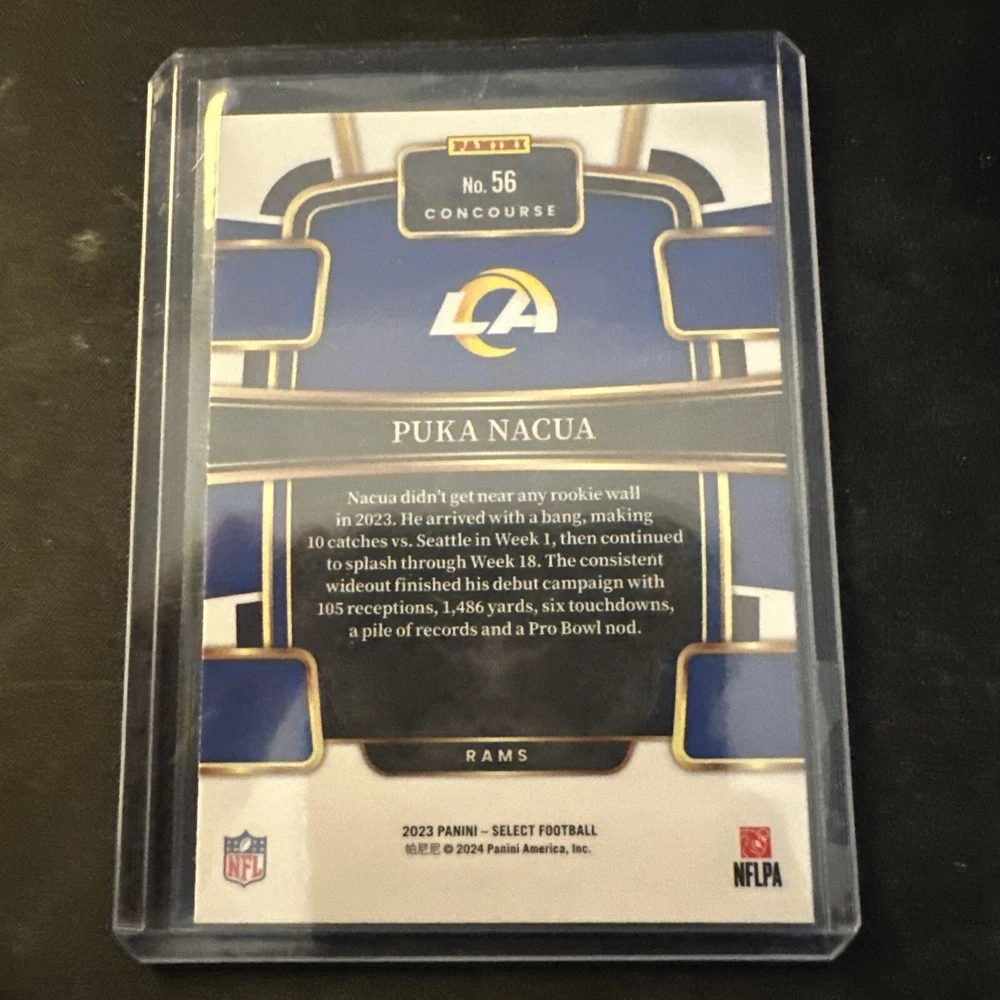 PANINI
No. 56
CONCOURSE
LA
PUKA NACUA
Nacua didn't get near any rookie wall
in 2023. He arrived with a bang, making
10 catches vs. Seattle in Week 1, then continued
to splash through Week 18. The consistent
wideout finished his debut campaign with
105 receptions, 1,486 yards, six touchdowns,
a pile of records and a Pro Bowl nod.
RAMS
2023 PANINI – SELECT FOOTBALL
帕尼尼 © 2024 Panini America, Inc.
NFL
NFLPA